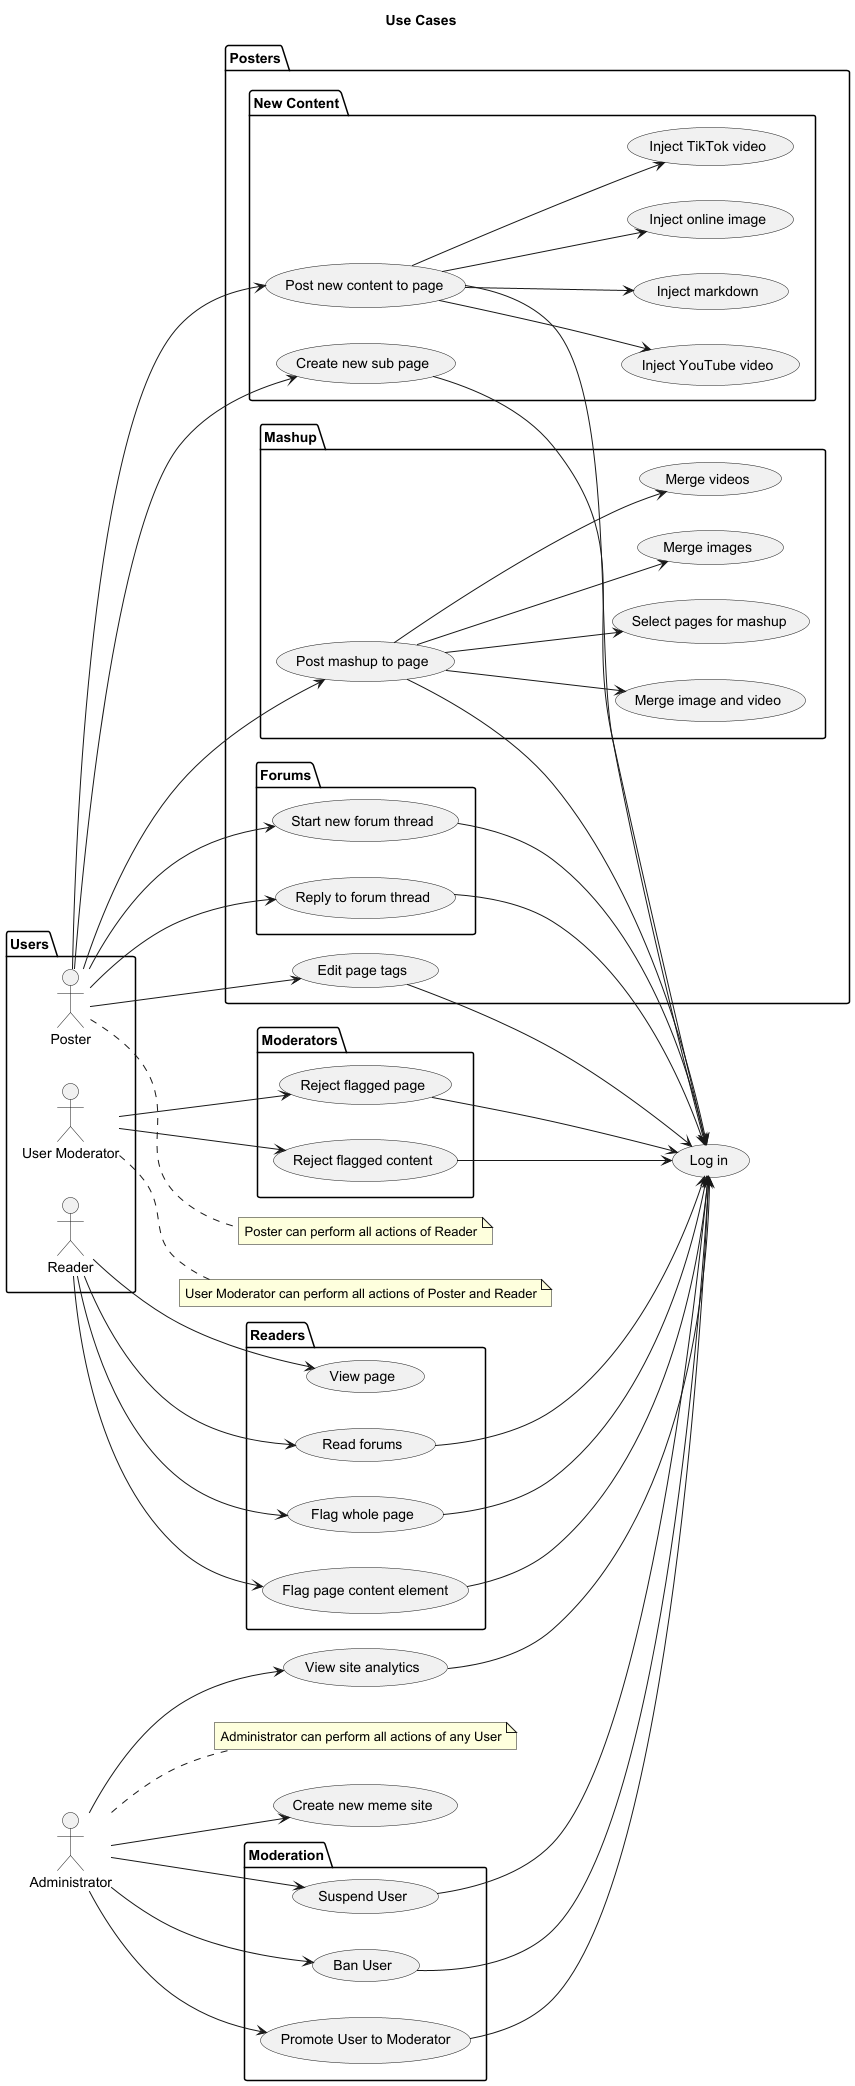 Use Cases
Posters
New Content
Inject TikTok video
Inject online image
Post new content to page
Inject markdown
Create new sub page
Inject YouTube video
Mashup
Merge videos
Merge images
Select pages for mashup
Post mashup to page
Merge image and video
Forums
Start new forum thread
Reply to forum thread
Users
Edit page tags
Poster
Moderators
Reject flagged page
User Moderator
Reject flagged content
Log in
Poster can perform all actions of Reader
Reader
User Moderator can perform all actions of Poster and Reader
Readers
View page
Read forums
Flag whole page
Flag page content element
View site analytics
Administrator can perform all actions of any User
Create new meme site
Administrator
Moderation
Suspend User
Ban User
Promote User to Moderator